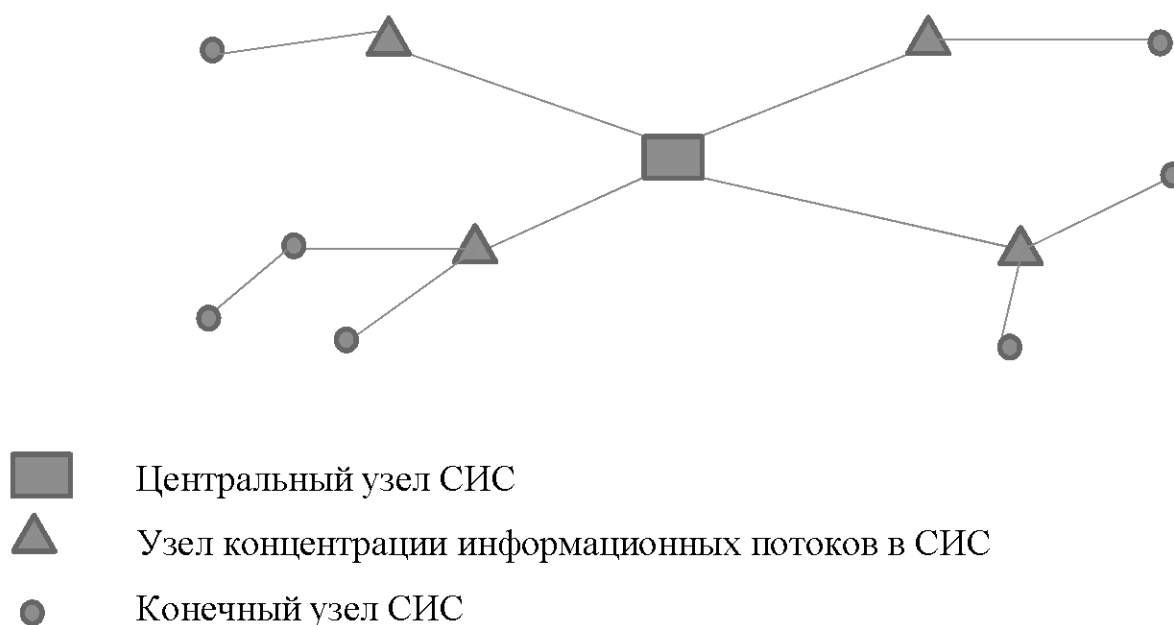 Центральный узел СИС
Узел концентрации информационных потоков в СИС
Конечный узел СИС